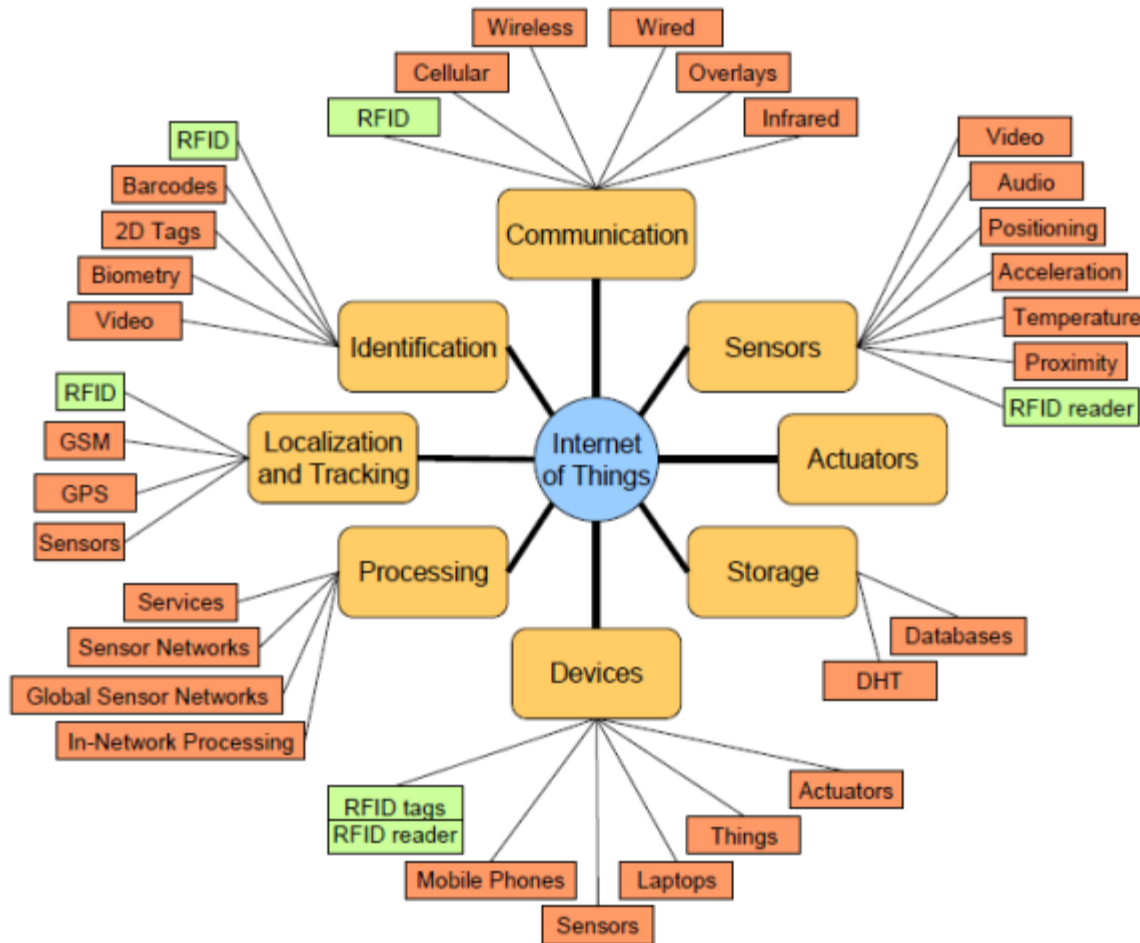 Wireless
Wired
Cellular
Overlays
RFID
Infrared
RFID
Barcodes
2D Tags
Biometry
Video
Communication
Video
Audio
Positioning
Acceleration
Temperature
Proximity
RFID reader
Identification
Sensors
RFID
GSM
GPS
Sensors
Localization
and Tracking
Internet
of Things
Actuators
Processing
Storage
Services
Sensor Networks
Global Sensor Networks
In-Network Processing
Devices
Databases
DHT
RFID tags
RFID reader
Mobile Phones
Sensors
Laptops
Things
Actuators